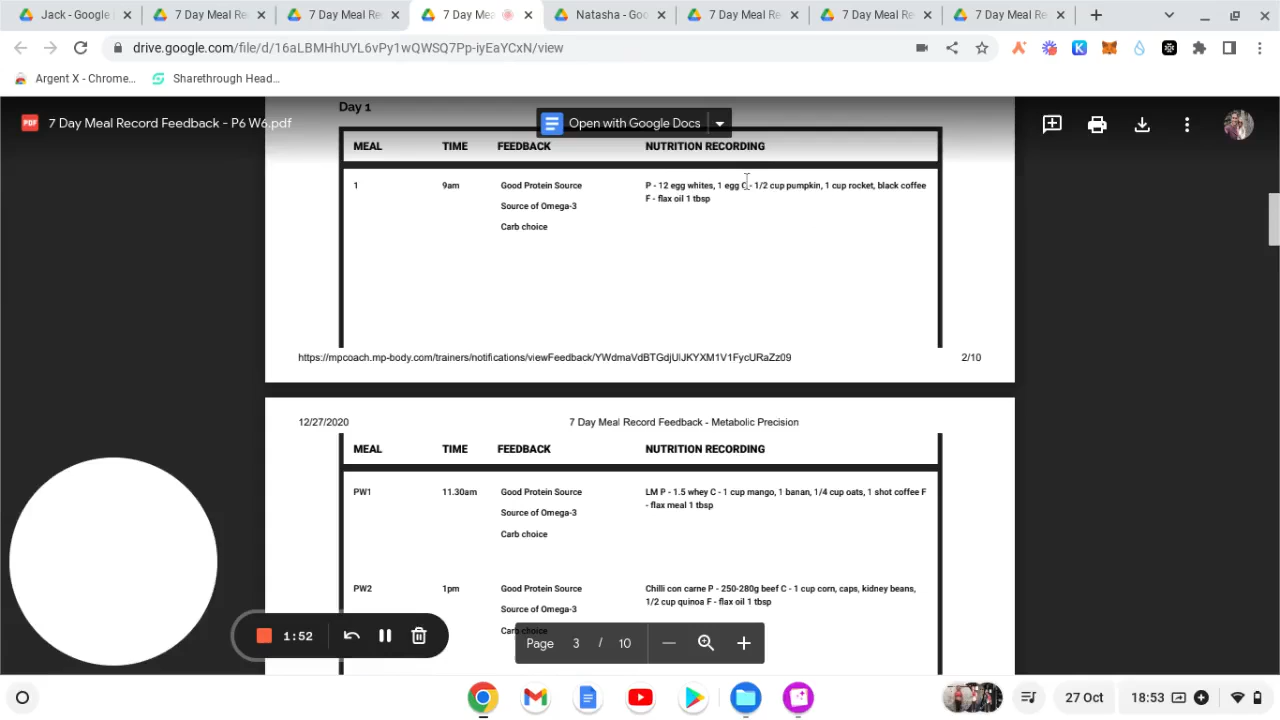 Jack - Google
7 Day Meal Re
7 Day Meal Re
7 Day Mea
Natasha - Goo
7 Day Meal Re
7 Day Meal Re
7 Day Meal Re
drive.google.com/file/d/16aLBMHhUYL6vPy1wQWSQ7Pp-iyEaYCxN/view
Argent X - Chrome...
Sharethrough Head...
Day 1
PDF
7 Day Meal Record Feedback - P6 W6.pdf
Open with Google Docs
MEAL TIME FEEDBACK NUTRITION RECORDING
1 9am Good Protein Source P - 12 egg whites, 1 egg C - 1/2 cup pumpkin, 1 cup rocket, black coffee
F - flax oil 1 tbsp
Source of Omega-3
Carb choice
https://mpcoach.mp-body.com/trainers/notifications/viewFeedback/YWdmaVdBTGdjUlJKYXM1V1FycURaZz09 2/10
12/27/2020 7 Day Meal Record Feedback - Metabolic Precision
MEAL TIME FEEDBACK NUTRITION RECORDING
PW1 11.30am Good Protein Source LM P - 1.5 whey C - 1 cup mango, 1 banan, 1/4 cup oats, 1 shot coffee F
- flax meal 1 tbsp
Source of Omega-3
Carb choice
PW2 1pm Good Protein Source Chilli con carne P - 250-280g beef C - 1 cup corn, caps, kidney beans,
1/2 cup quinoa F - flax oil 1 tbsp
Source of Omega-3
Carb choice
1:52
Page 3 / 10
27 Oct 18:53